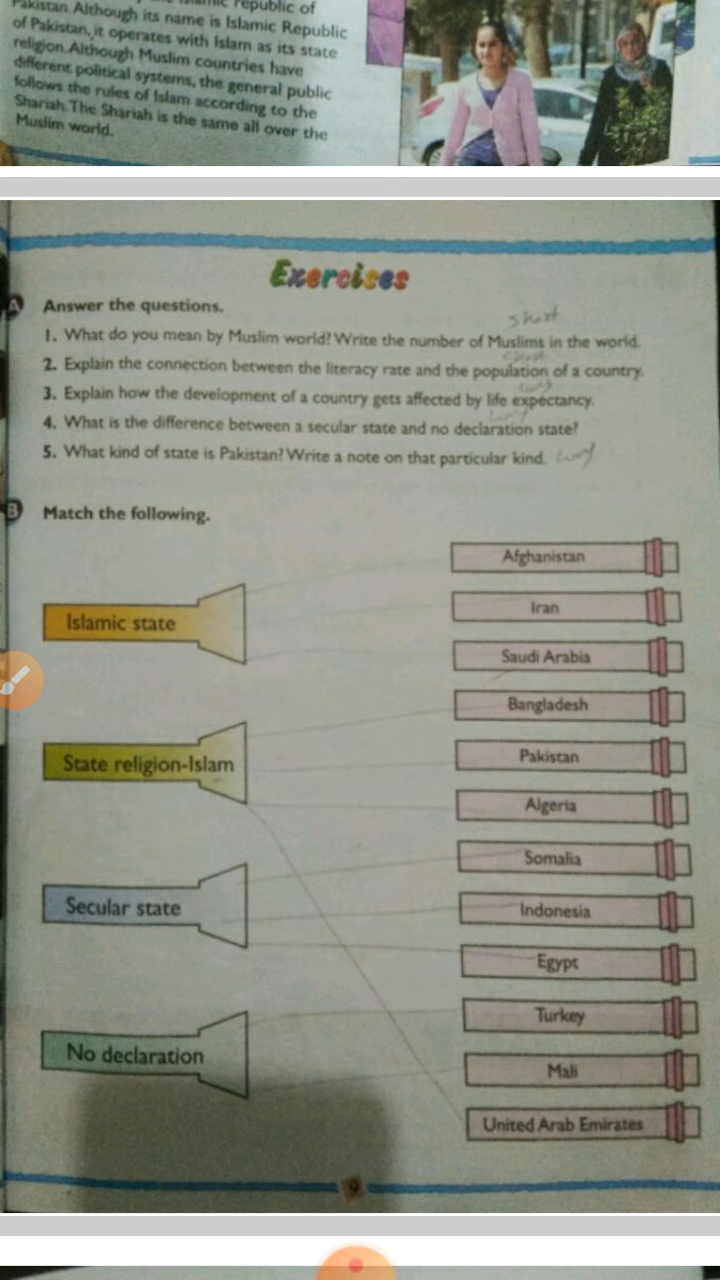 republic of
Pakistan. Although its name is Islamic Republic
of Pakistan, it operates with Islam as its state
religion. Although Muslim countries have
different political systems, the general public
follows the rules of Islam according to the
Shariah. The Shariah is the same all over the
Muslim world.
Exercises
A Answer the questions.
short
1. What do you mean by Muslim world? Write the number of Muslims in the world.
short
2. Explain the connection between the literacy rate and the population of a country.
long
3. Explain how the development of a country gets affected by life expectancy.
long
4. What is the difference between a secular state and no declaration state?
5. What kind of state is Pakistan? Write a note on that particular kind. long
B Match the following.
Afghanistan
Iran
Islamic state
Saudi Arabia
Bangladesh
State religion-Islam
Pakistan
Algeria
Somalia
Secular state
Indonesia
Egypt
Turkey
No declaration
Mali
United Arab Emirates
9